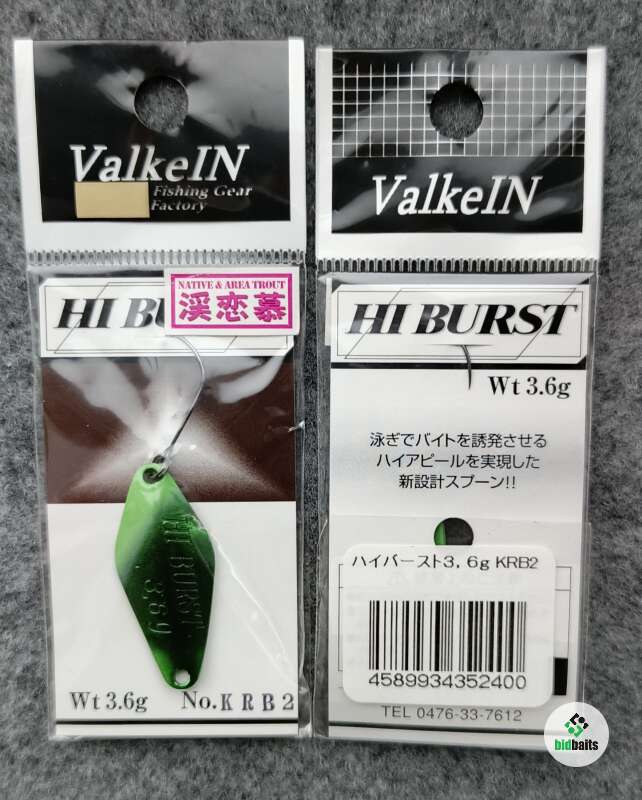 ValkeIN
Fishing Gear
Factory
NATIVE & AREA TROUT
渓恋慕
HI BU
HI BURST
3.6g
Wt 3.6g
No. KRB2
ValkeIN
HI BURST
Wt 3.6g
泳ぎでバイトを誘発させる
ハイアピールを実現した
新設計スプーン!!
ハイバースト3,6g KRB2
4589934352400
TEL 0476-33-7612
bidbaits